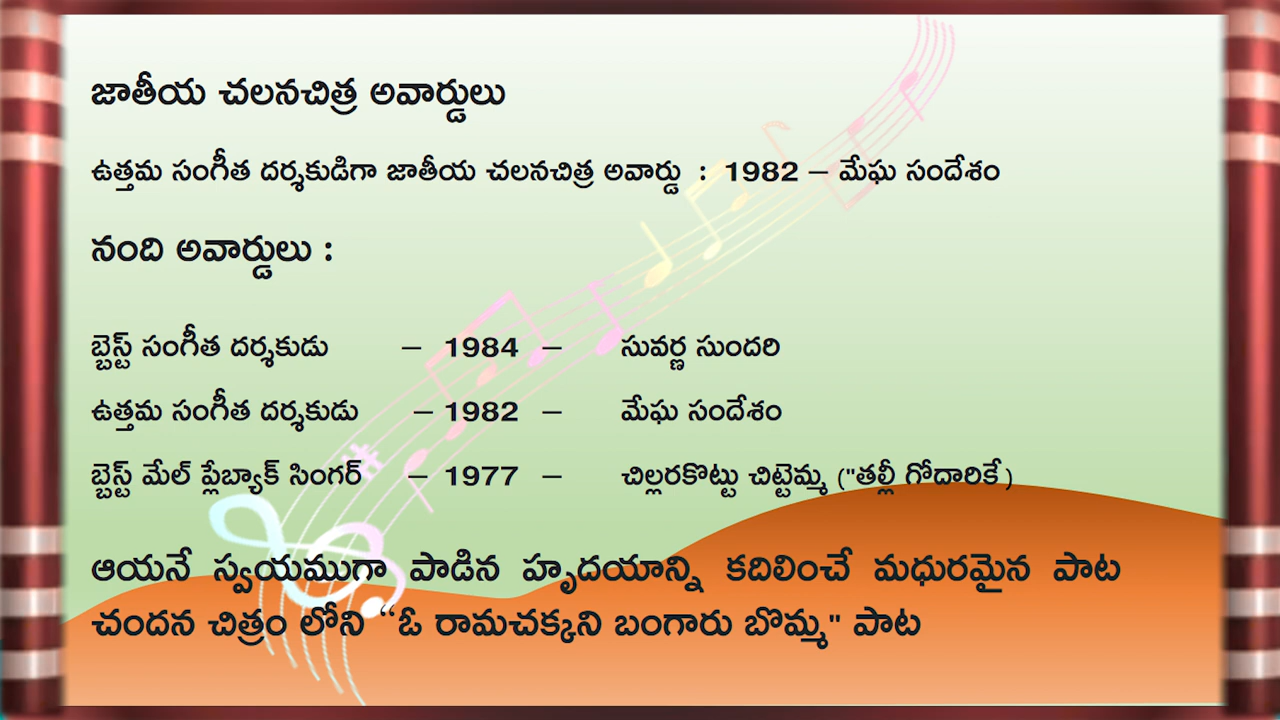 జాతీయ చలనచిత్ర అవార్డులు
ఉత్తమ సంగీత దర్శకుడిగా జాతీయ చలనచిత్ర అవార్డు : 1982 – మేఘ సందేశం
నంది అవార్డులు :
బ్బెస్ట్ సంగీత దర్శకుడు – 1984 – సువర్ణ సుందరి
ఉత్తమ సంగీత దర్శకుడు – 1982 – మేఘ సందేశం
బ్బెస్ట్ మేల్ ప్లేబ్యాక్ సింగర్ – 1977 – చిల్లరకొట్టు చిట్టెమ్మ ("తల్లీ గోదారికే)
ఆయనే స్వయముగా పాడిన హృదయాన్ని కదిలించే మధురమైన పాట
చందన చిత్రం లోని “ఓ రామచక్కని బంగారు బొమ్మ" పాట